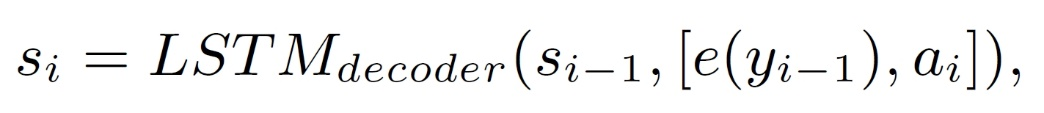 s_i = LSTM_{decoder}(s_{i-1}, [e(y_{i-1}), a_i]),